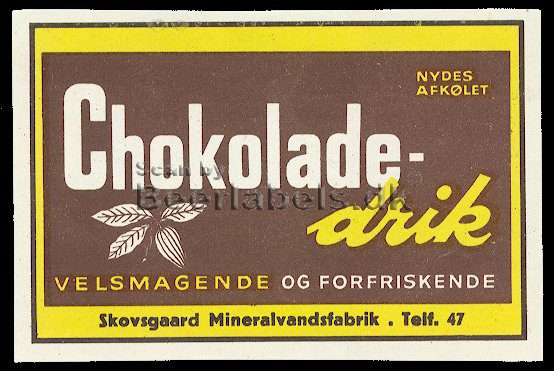 NYDES
AFKØLET
Chokolade-
drik
Scan by
Beerlabels.dk
VELSMAGENDE OG FORFRISKENDE
Skovsgaard Mineralvandsfabrik . Telf. 47